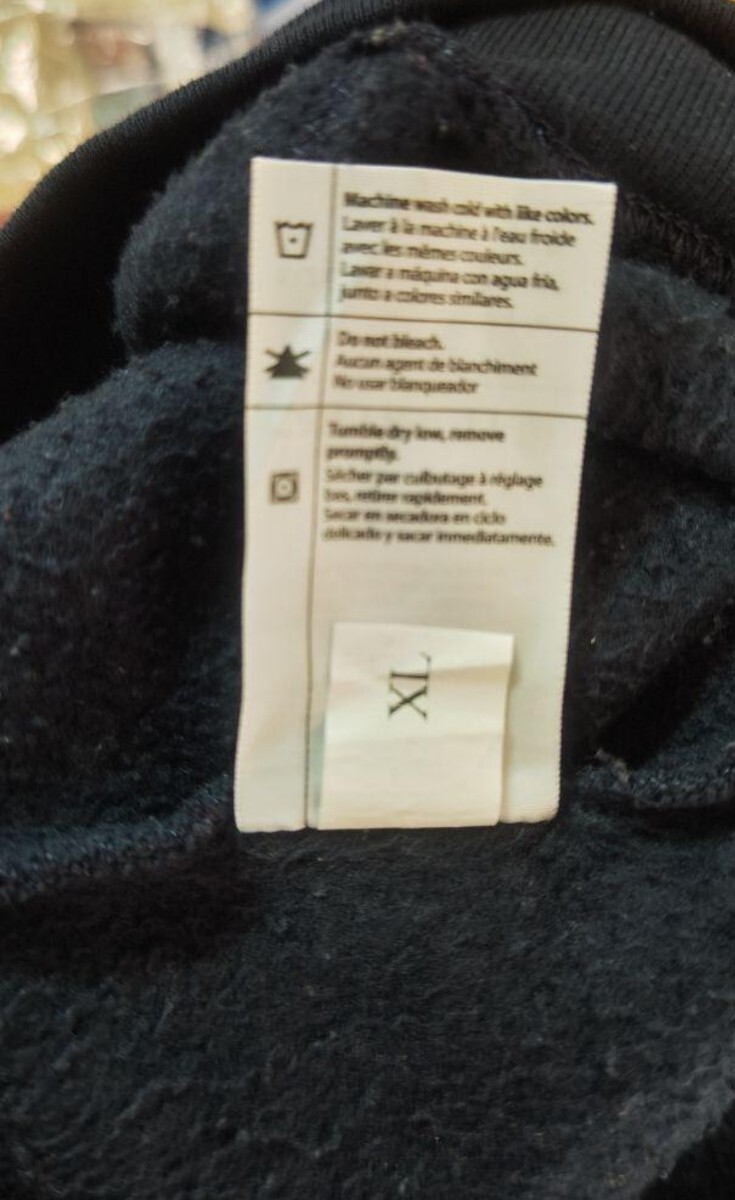 Machine wash cold with like colors.
Laver à la machine à l'eau froide
avec les mêmes couleurs.
Lavar a máquina con agua fría,
junto a colores similares.
Do not bleach.
Aucun agent de blanchiment
No usar blanqueador
Tumble dry low, remove
promptly.
Sécher par culbutage à réglage
bas, retirer rapidement.
Secar en secadora en ciclo
delicado y sacar inmediatamente.
XL